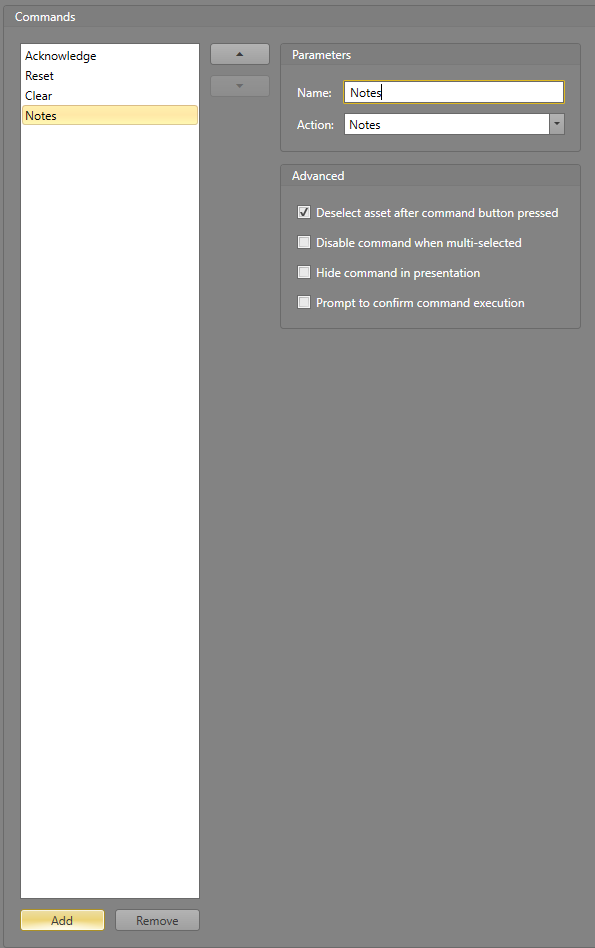 Commands
Acknowledge
Reset
Clear
Notes
Add
Remove
Parameters
Name: Notes
Action: Notes
Advanced
Deselect asset after command button pressed
Disable command when multi-selected
Hide command in presentation
Prompt to confirm command execution